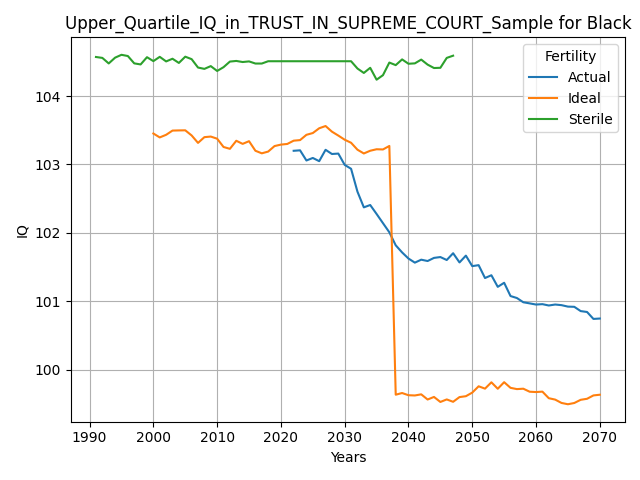 Upper_Quartile_IQ_in_TRUST_IN_SUPREME_COURT_Sample for Black
Fertility
Actual
Ideal
Sterile
104
103
102
101
100
IQ
1990
2000
2010
2020
2030
2040
2050
2060
2070
Years